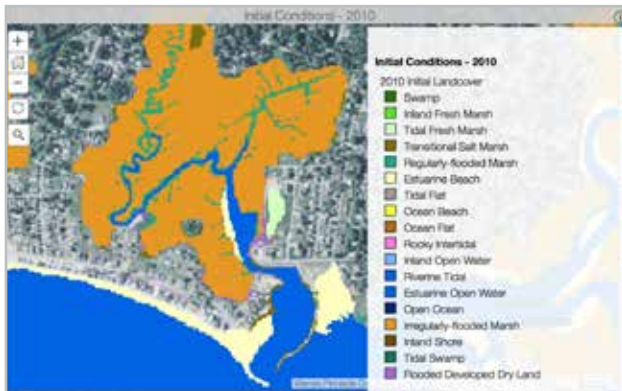 Initial Conditions - 2010
Initial Conditions - 2010
2010 Initial Landcover
Swamp
Inland Fresh Marsh
Tidal Fresh Marsh
Transitional Salt Marsh
Regularly-flooded Marsh
Estuarine Beach
Tidal Flat
Ocean Beach
Ocean Flat
Rocky Intertidal
Inland Open Water
Riverine Tidal
Estuarine Open Water
Open Ocean
Irregularly-flooded Marsh
Inland Shore
Tidal Swamp
Flooded Developed Dry Land